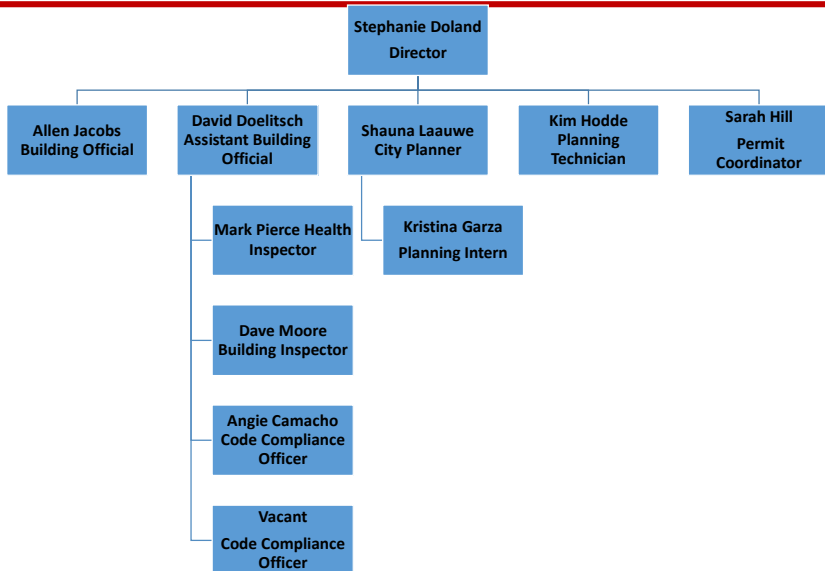 Stephanie Doland
Director
Allen Jacobs
Building Official
David Doelitsch
Assistant Building
Official
Shauna Laauwe
City Planner
Kim Hodde
Planning
Technician
Sarah Hill
Permit
Coordinator
Mark Pierce Health
Inspector
Kristina Garza
Planning Intern
Dave Moore
Building Inspector
Angie Camacho
Code Compliance
Officer
Vacant
Code Compliance
Officer